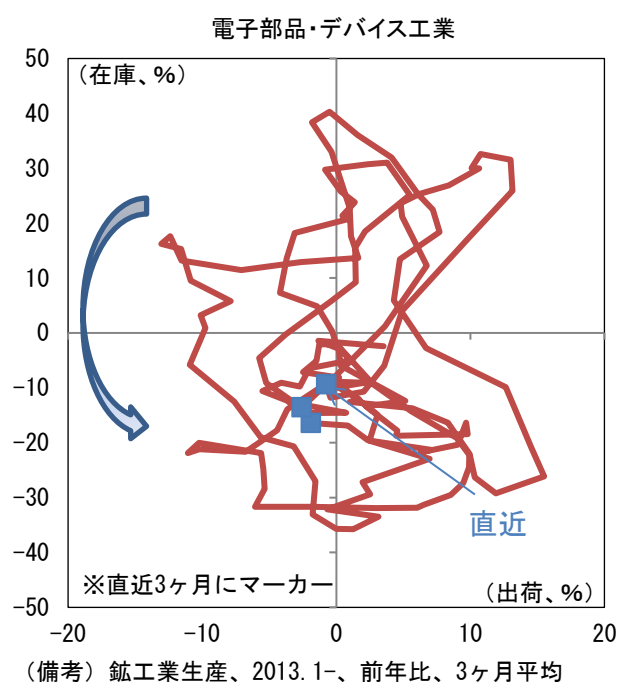 電子部品・デバイス工業
50
(在庫、%)
40
30
20
10
0
-10
-20
直近
-30
-40
※直近3ヶ月にマーカー
(出荷、%)
-50
-20
-10
0
10
20
(備考) 鉱工業生産、2013.1-、前年比、3ヶ月平均